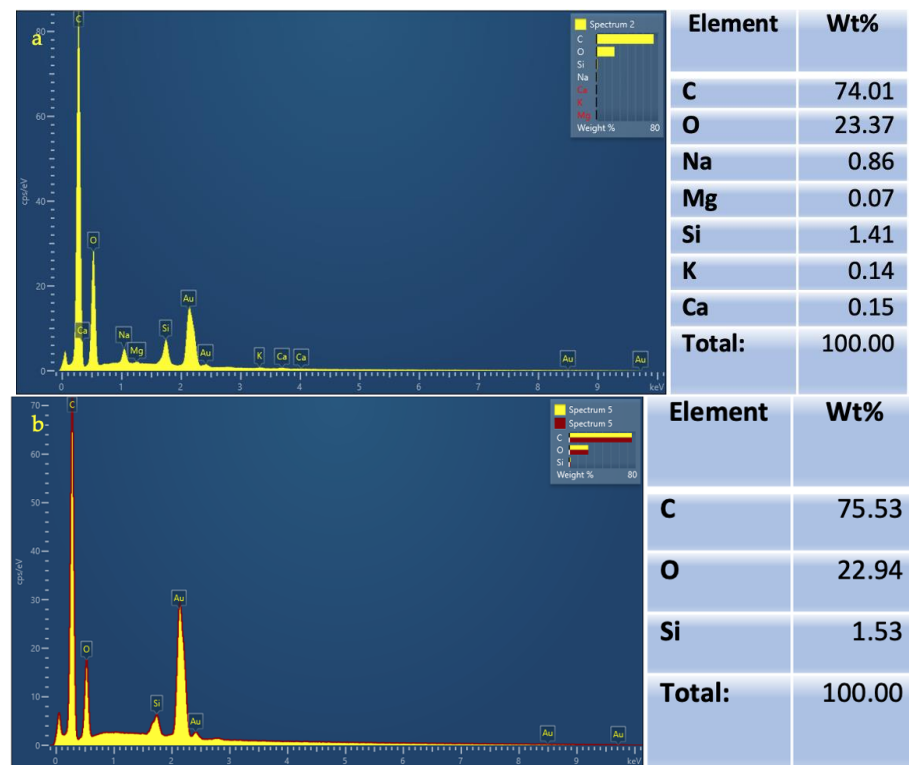 a
cps/eV
80
60
40
20
0
C
Ca
O
Na
Mg
Si
Au
Au
K
Ca
Ca
Au
Au
0 1 2 3 4 5 6 7 8 9 keV
Spectrum 2
C
O
Si
Na
Ca
K
Mg
Weight % 80
Element Wt%
C 74.01
O 23.37
Na 0.86
Mg 0.07
Si 1.41
K 0.14
Ca 0.15
Total: 100.00
b
cps/eV
70
60
50
40
30
20
10
0
C
O
Si
Au
Au
Au
Au
0 1 2 3 4 5 6 7 8 9 keV
Spectrum 5
Spectrum 5
C
O
Si
Weight % 80
Element Wt%
C 75.53
O 22.94
Si 1.53
Total: 100.00